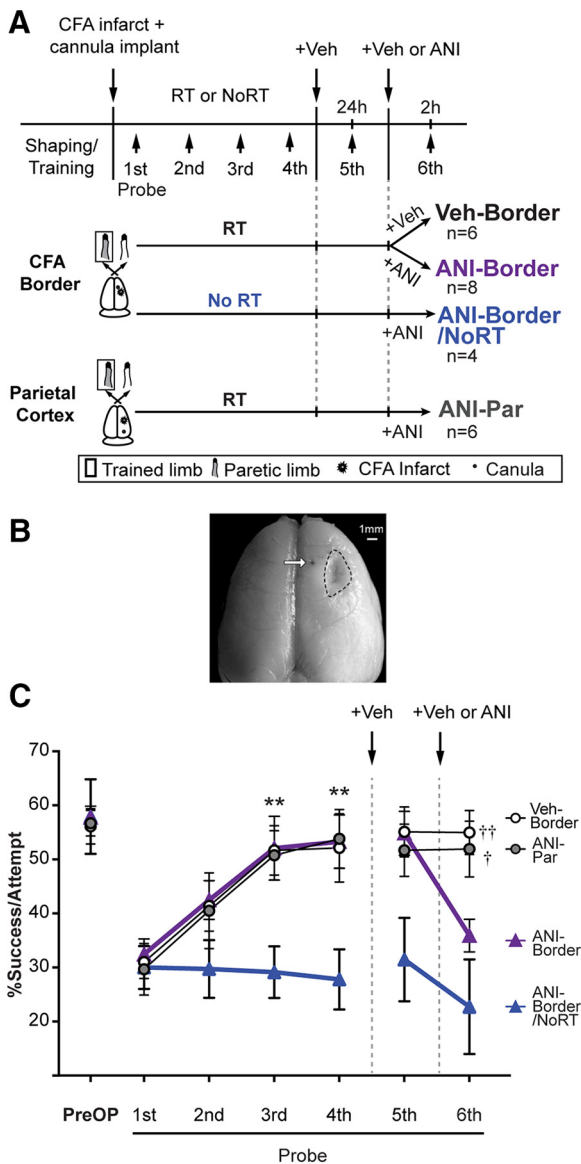 A
CFA infarct +
cannula implant
+Veh
+Veh or ANI
RT or NoRT
24h
2h
Shaping/
Training
1st
2nd
3rd
4th
5th
6th
Probe
CFA
Border
RT
+Veh
+ANI
Veh-Border
n=6
ANI-Border
n=8
No RT
+ANI
ANI-Border
/NoRT
n=4
Parietal
Cortex
RT
+ANI
ANI-Par
n=6
Trained limb
Paretic limb
CFA Infarct
Canula
B
1mm
C
+Veh
+Veh or ANI
%Success/Attempt
70
60
50
40
30
20
**
**
††
†
Veh-
Border
ANI-
Par
ANI-
Border
ANI-
Border
/NoRT
PreOP
1st
2nd
3rd
4th
5th
6th
Probe